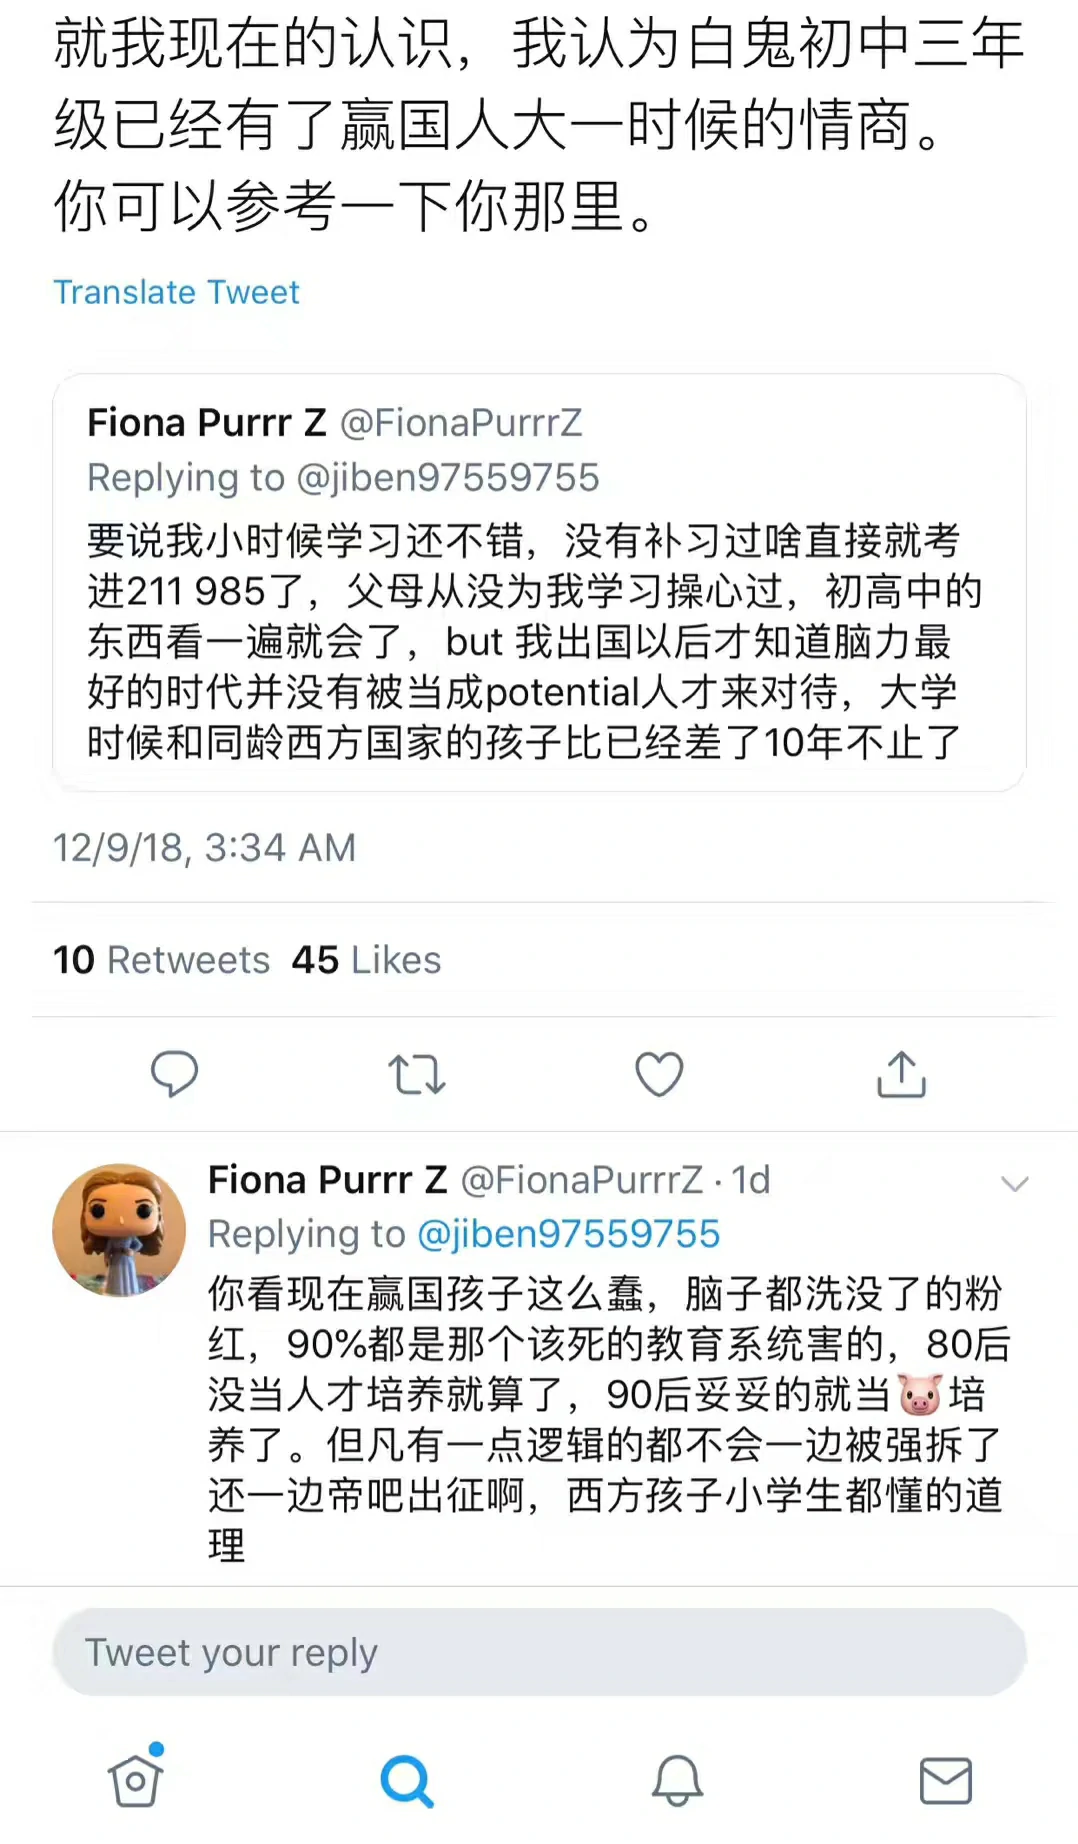 就我现在的认识，我认为白鬼初中三年
级已经有了赢国人大一时候的情商。
你可以参考一下你那里。
Translate Tweet
Fiona Purrr Z @FionaPurrrZ
Replying to @jiben97559755
要说我小时候学习还不错，没有补习过啥直接就考
进211 985了，父母从没为我学习操心过，初高中的
东西看一遍就会了，but 我出国以后才知道脑力最
好的时代并没有被当成potential人才来对待，大学
时候和同龄西方国家的孩子比已经差了10年不止了
12/9/18, 3:34 AM
10 Retweets 45 Likes
Fiona Purrr Z @FionaPurrrZ · 1d
Replying to @jiben97559755
你看现在赢国孩子这么蠢，脑子都洗没了的粉
红，90%都是那个该死的教育系统害的，80后
没当人才培养就算了，90后妥妥的就当🐷培
养了。但凡有一点逻辑的都不会一边被强拆了
还一边帝吧出征啊，西方孩子小学生都懂的道
理
Tweet your reply